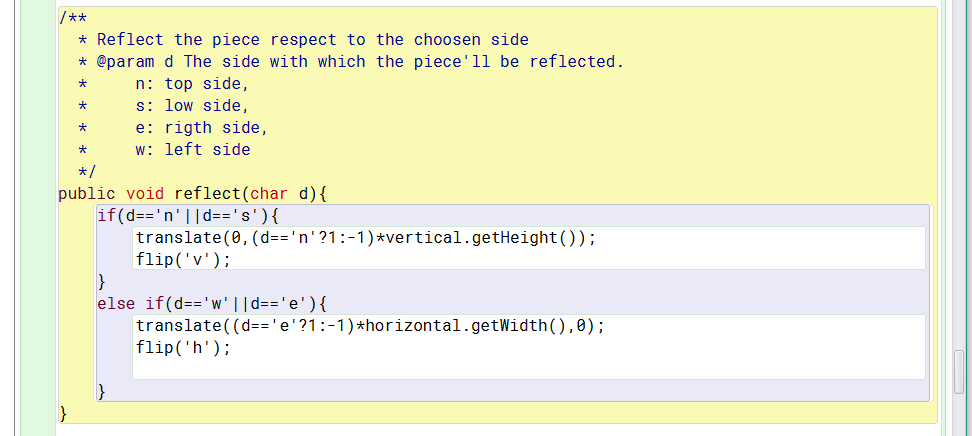 /**
 * Reflect the piece respect to the choosen side
 * @param d The side with which the piece'll be reflected.
 *     n: top side,
 *     s: low side,
 *     e: rigth side,
 *     w: left side
 */
public void reflect(char d){
    if(d=='n'||d=='s'){
        translate(0,(d=='n'?1:-1)*vertical.getHeight());
        flip('v');
    }
    else if(d=='w'||d=='e'){
        translate((d=='e'?1:-1)*horizontal.getWidth(),0);
        flip('h');
    }
}